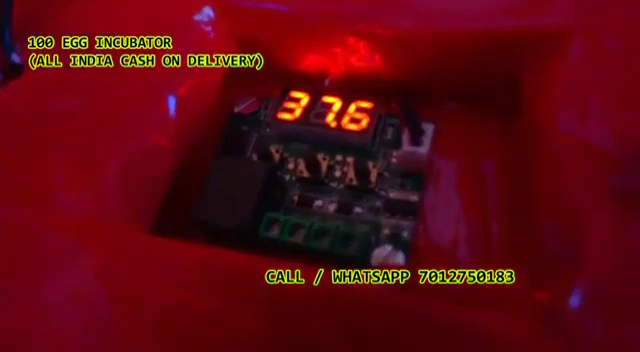 100 EGG INCUBATOR
(ALL INDIA CASH ON DELIVERY)
37.6
CALL / WHATSAPP 7012750183